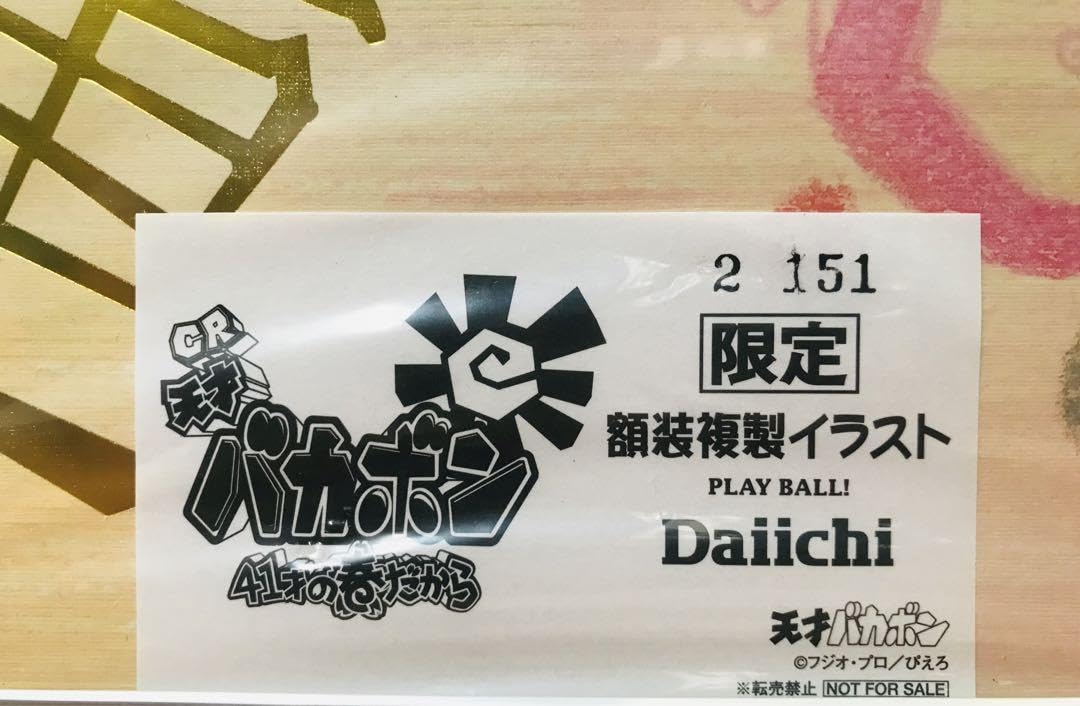 CR
天才
バカボン
41才の春だから
2 151
限定
額装複製イラスト
PLAY BALL!
Daiichi
天才バカボン
©フジオ・プロ/ぴえろ
※転売禁止 NOT FOR SALE